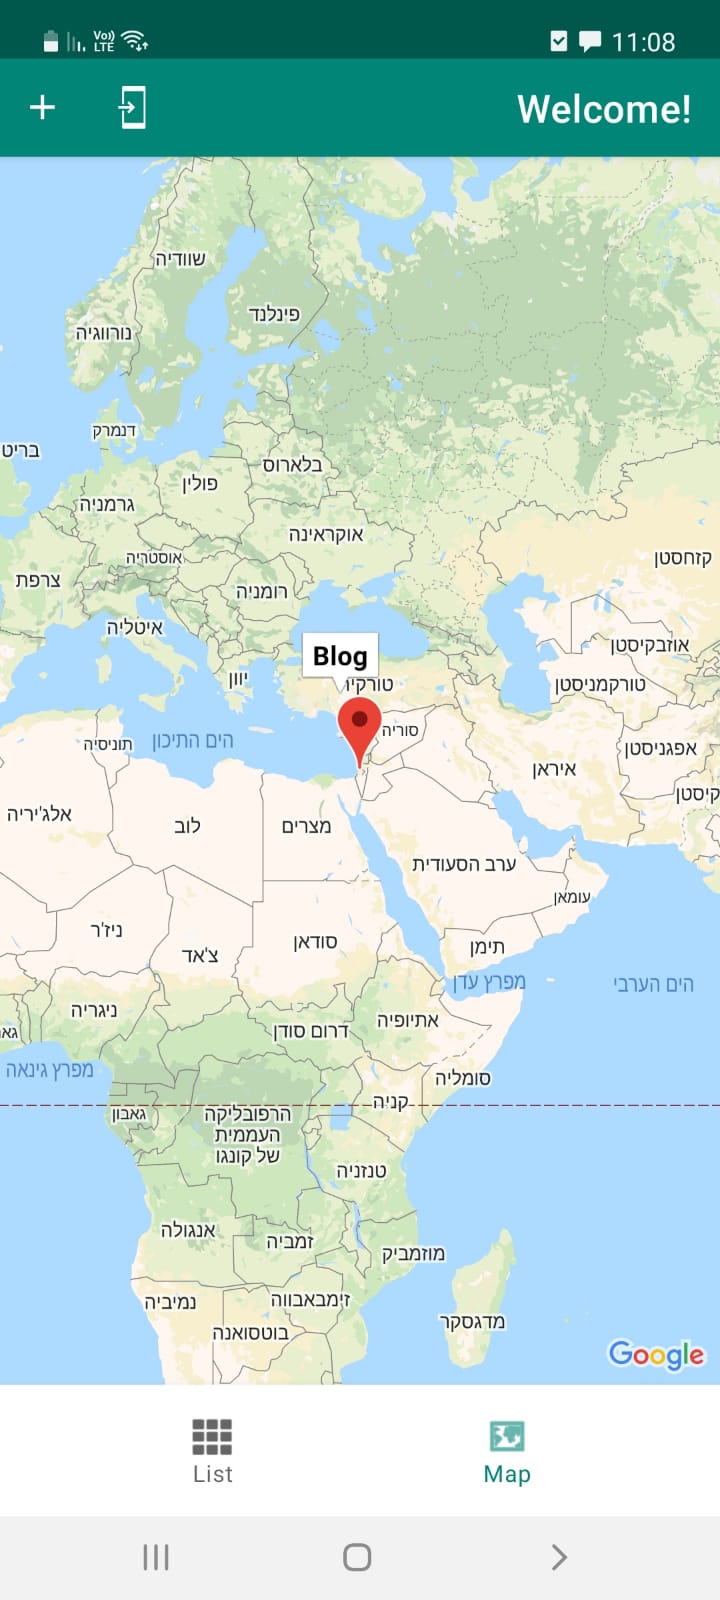 Vo))
LTE
11:08
Welcome!
שוודיה
פינלנד
נורווגיה
דנמרק
בריט
בלארוס
פולין
גרמניה
אוקראינה
אוסטריה
קזחסטן
צרפת
רומניה
איטליה
אוזבקיסטן
Blog
יוון
טורקיה
טורקמניסטן
סוריה
תוניסיה
הים התיכון
אפגניסטן
איראן
קיסטן
אלג'יריה
לוב
מצרים
ערב הסעודית
עומאן
ניז'ר
סודאן
תימן
צ'אד
מפרץ עדן
הים הערבי
ניגריה
אתיופיה
דרום סודן
גאנ
מפרץ גינאה
סומליה
קניה
גאבון
הרפובליקה
העממית
של קונגו
טנזניה
אנגולה
זמביה
מוזמביק
נמיביה
זימבאבווה
מדגסקר
בוטסואנה
Google
List
Map